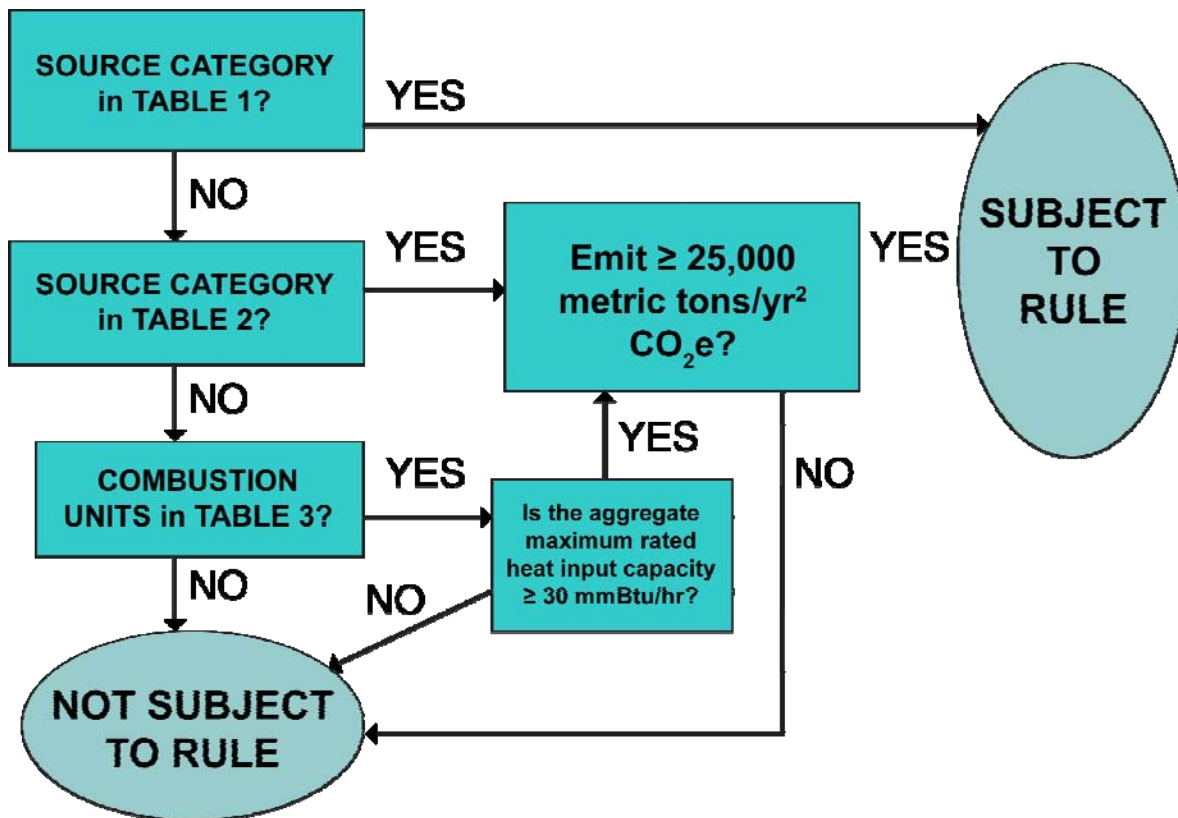 SOURCE CATEGORY
in TABLE 1?
YES
NO
SUBJECT
TO
RULE
SOURCE CATEGORY
in TABLE 2?
YES
Emit ≥ 25,000
metric tons/yr²
CO₂e?
YES
NO
COMBUSTION
UNITS in TABLE 3?
YES
Is the aggregate
maximum rated
heat input capacity
≥ 30 mmBtu/hr?
YES
NO
NO
NO
NOT SUBJECT
TO RULE